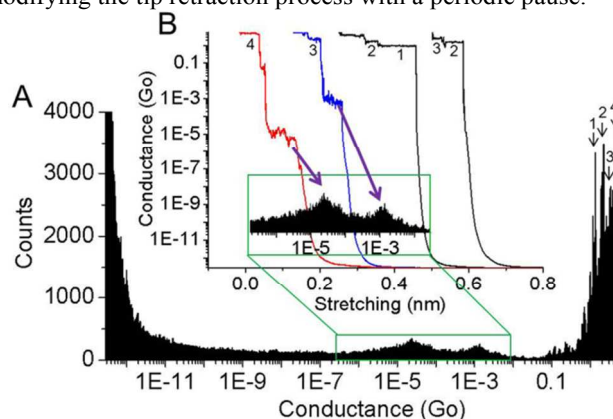 modifying the tip retraction process with a periodic pause.
B
4
3
2
1
3 2
0.1
1E-3
1E-5
1E-7
1E-9
1E-11
Conductance (Go)
1E-5 1E-3
0.0 0.2 0.4 0.6 0.8
Stretching (nm)
A
1
2
3
4
4000
3000
2000
1000
0
Counts
1E-11 1E-9 1E-7 1E-5 1E-3 0.1
Conductance (Go)